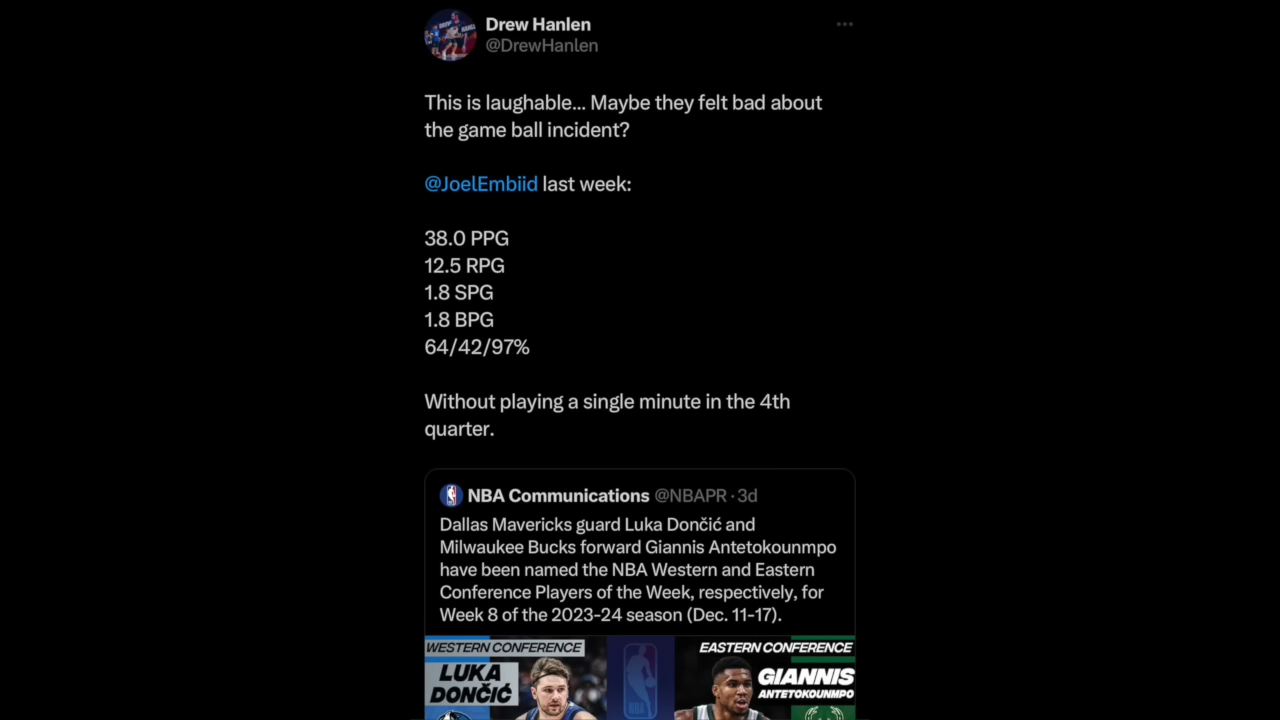 Drew Hanlen
@DrewHanlen
This is laughable... Maybe they felt bad about
the game ball incident?
@JoelEmbiid last week:
38.0 PPG
12.5 RPG
1.8 SPG
1.8 BPG
64/42/97%
Without playing a single minute in the 4th
quarter.
NBA Communications @NBAPR · 3d
Dallas Mavericks guard Luka Dončić and
Milwaukee Bucks forward Giannis Antetokounmpo
have been named the NBA Western and Eastern
Conference Players of the Week, respectively, for
Week 8 of the 2023-24 season (Dec. 11-17).
WESTERN CONFERENCE
LUKA
DONČIĆ
NBA
EASTERN CONFERENCE
GIANNIS
ANTETOKOUNMPO